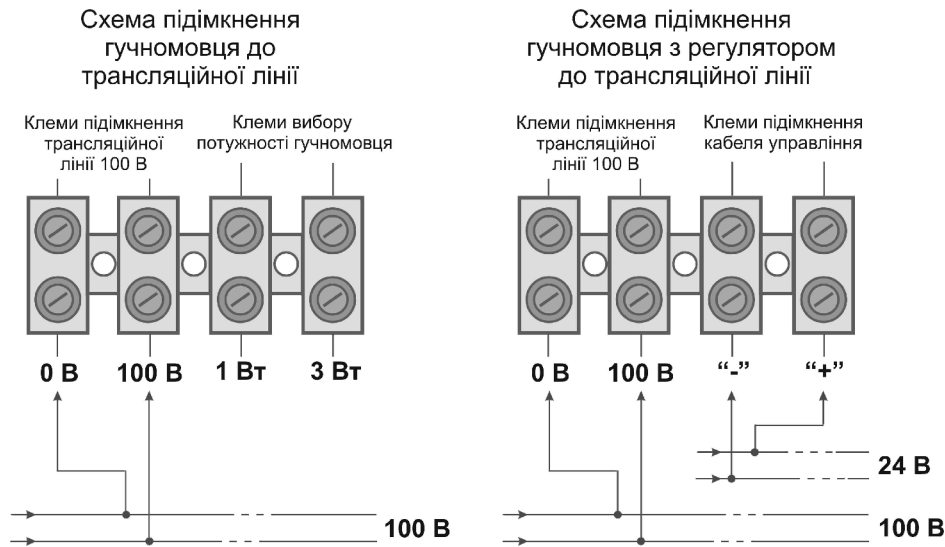 Схема підімкнення
гучномовця до
трансляційної лінії
Клеми підімкнення
трансляційної
лінії 100 В
Клеми вибору
потужності гучномовця
0 В
100 В
1 Вт
3 Вт
100 В
Схема підімкнення
гучномовця з регулятором
до трансляційної лінії
Клеми підімкнення
трансляційної
лінії 100 В
Клеми підімкнення
кабеля управління
0 В
100 В
“-”
“+”
24 В
100 В